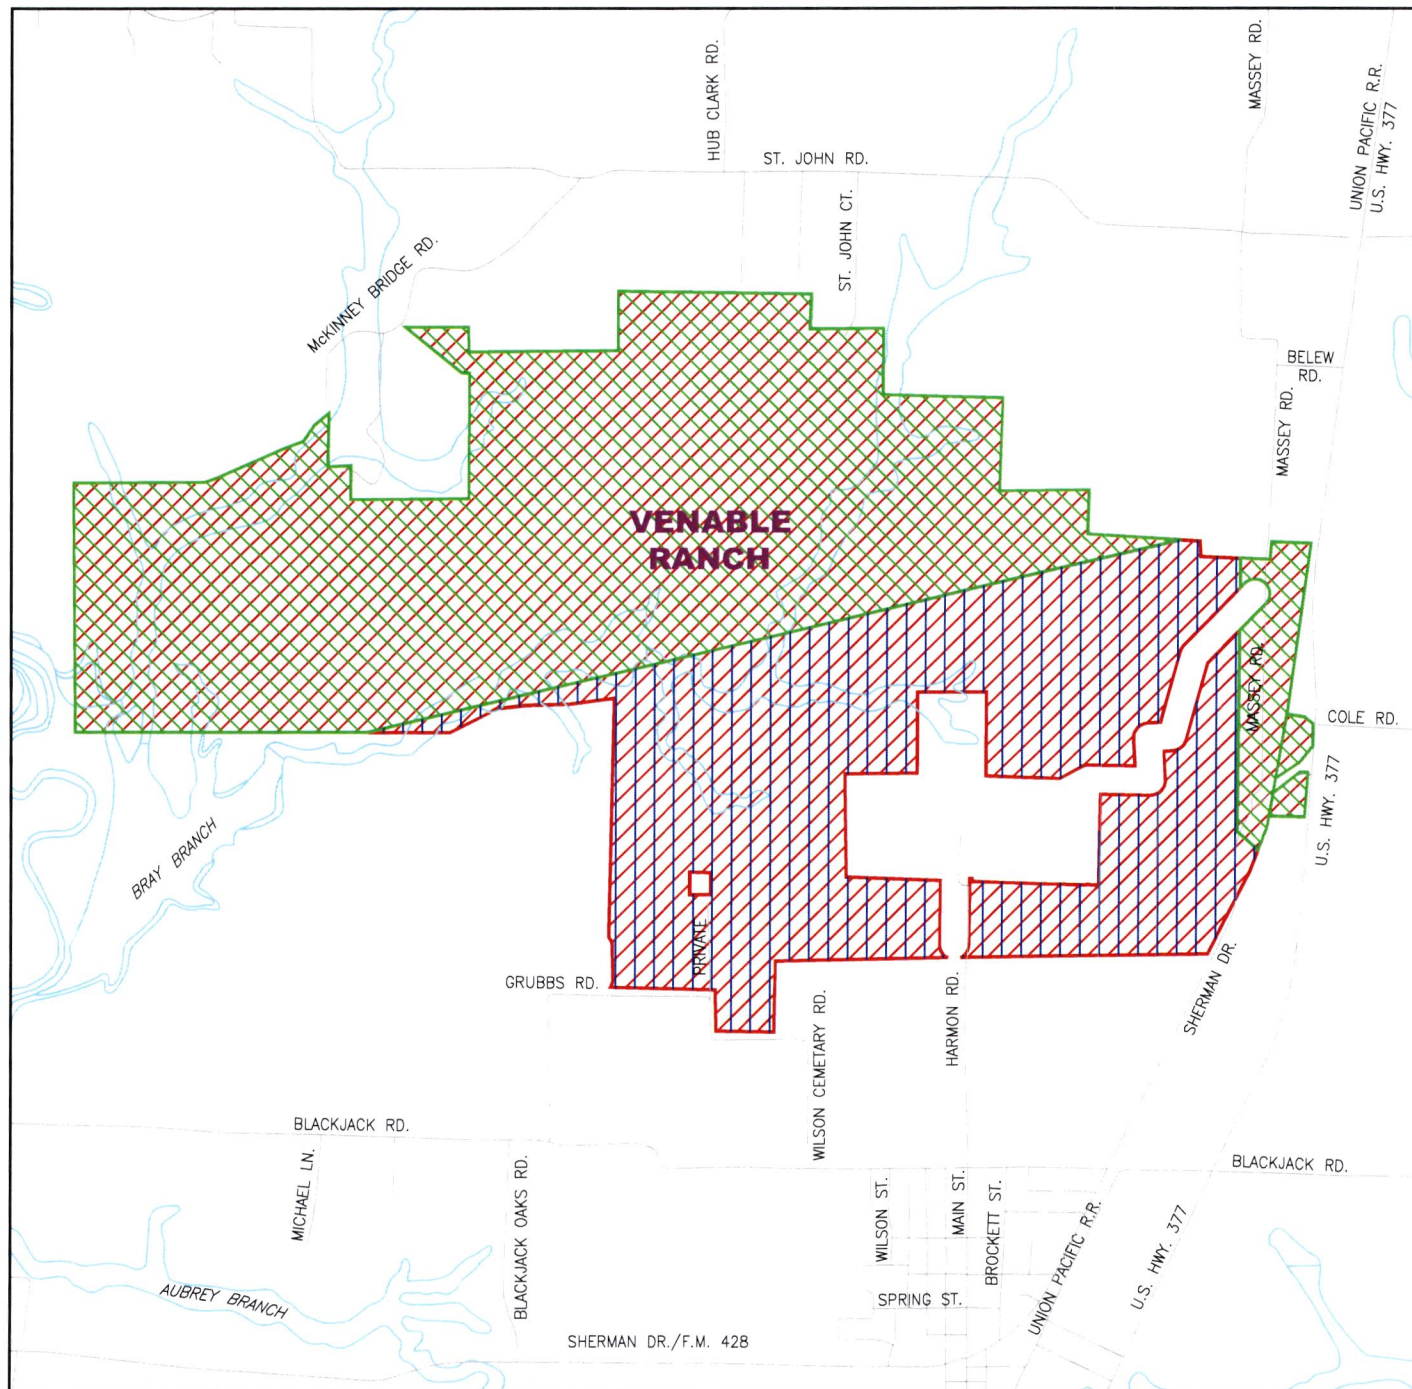 HUB CLARK RD.
MASSEY RD.
UNION PACIFIC R.R.
U.S. HWY. 377
ST. JOHN RD.
ST. JOHN CT.
McKINNEY BRIDGE RD.
BELEW
RD.
MASSEY RD.
VENABLE
RANCH
MASSEY RD.
COLE RD.
U.S. HWY. 377
BRAY BRANCH
PRIVATE
GRUBBS RD.
WILSON CEMETARY RD.
HARMON RD.
SHERMAN DR.
BLACKJACK RD.
BLACKJACK RD.
MICHAEL LN.
BLACKJACK OAKS RD.
WILSON ST.
MAIN ST.
BROCKETT ST.
UNION PACIFIC R.R.
U.S. HWY. 377
AUBREY BRANCH
SPRING ST.
SHERMAN DR./F.M. 428